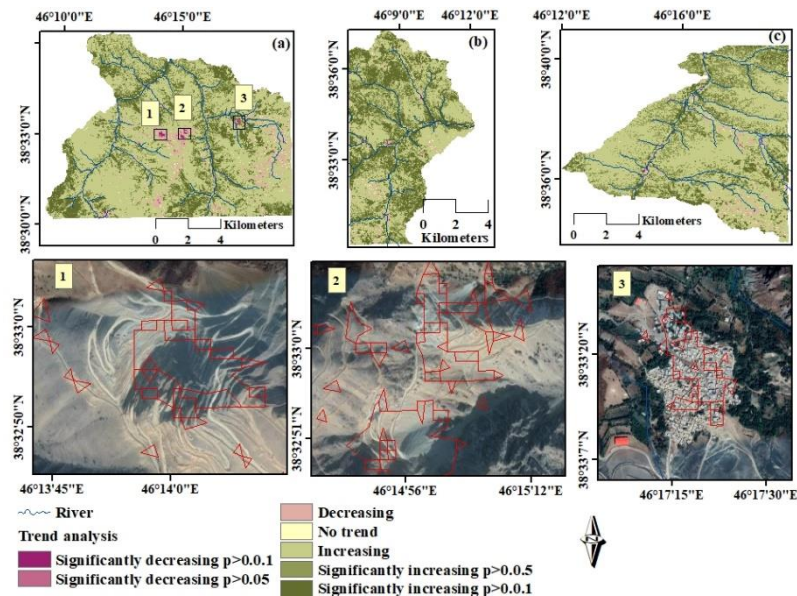 46°10'0"E 46°15'0"E
46°9'0"E 46°12'0"E
46°12'0"E 46°16'0"E
(a)
(b)
(c)
1
2
3
38°33'0"N
38°30'0"N
38°36'0"N
38°33'0"N
38°40'0"N
38°36'0"N
Kilometers
0 2 4
Kilometers
0 2 4
Kilometers
0 2 4
1
2
3
38°33'0"N
38°32'50"N
38°33'0"N
38°32'51"N
38°33'20"N
38°33'7"N
46°13'45"E 46°14'0"E
46°14'56"E 46°15'12"E
46°17'15"E 46°17'30"E
River
Trend analysis
Significantly decreasing p>0.0.1
Significantly decreasing p>0.05
Decreasing
No trend
Increasing
Significantly increasing p>0.0.5
Significantly increasing p>0.0.1